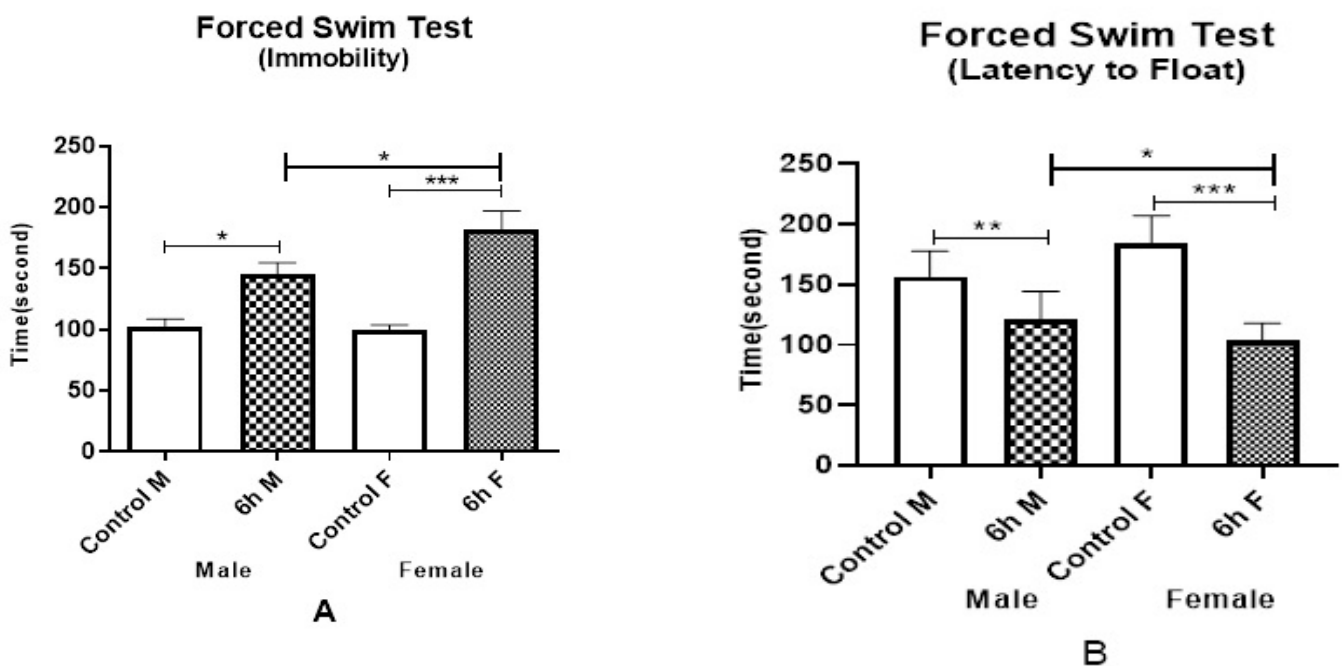 Forced Swim Test
(Immobility)
Time(second)
250
200
150
100
50
0
*
*
***
Control M
6h M
Control F
6h F
Male
Female
A
Forced Swim Test
(Latency to Float)
Time(second)
250
200
150
100
50
0
**
*
***
Control M
6h M
Control F
6h F
Male
Female
B